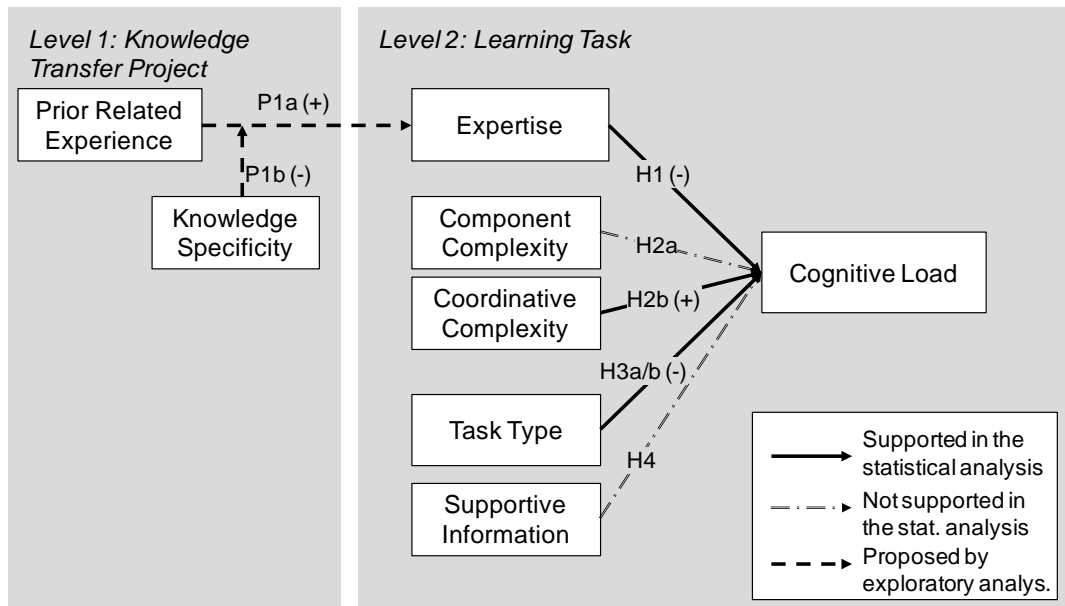 Level 1: Knowledge
Transfer Project
Prior Related
Experience
P1a (+)
P1b (-)
Knowledge
Specificity
Level 2: Learning Task
Expertise
H1 (-)
Component
Complexity
H2a
Coordinative
Complexity
H2b (+)
Cognitive Load
H3a/b (-)
Task Type
H4
Supportive
Information
Supported in the
statistical analysis
Not supported in
the stat. analysis
Proposed by
exploratory analys.